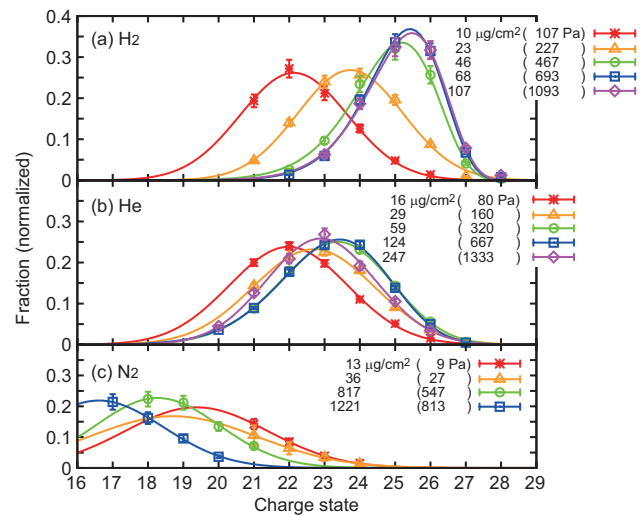 0.4
(a) H2
10 μg/cm2( 107 Pa)
23 ( 227 )
0.3
46 ( 467 )
68 ( 693 )
0.2
107 (1093 )
0.1
0
(b) He
16 μg/cm2( 80 Pa)
0.3
29 ( 160 )
59 ( 320 )
0.2
124 ( 667 )
247 (1333 )
0.1
Fraction (normalized)
0
(c) N2
13 μg/cm2 ( 9 Pa)
0.3
36 ( 27 )
817 (547 )
0.2
1221 (813 )
0.1
0
16 17 18 19 20 21 22 23 24 25 26 27 28 29
Charge state